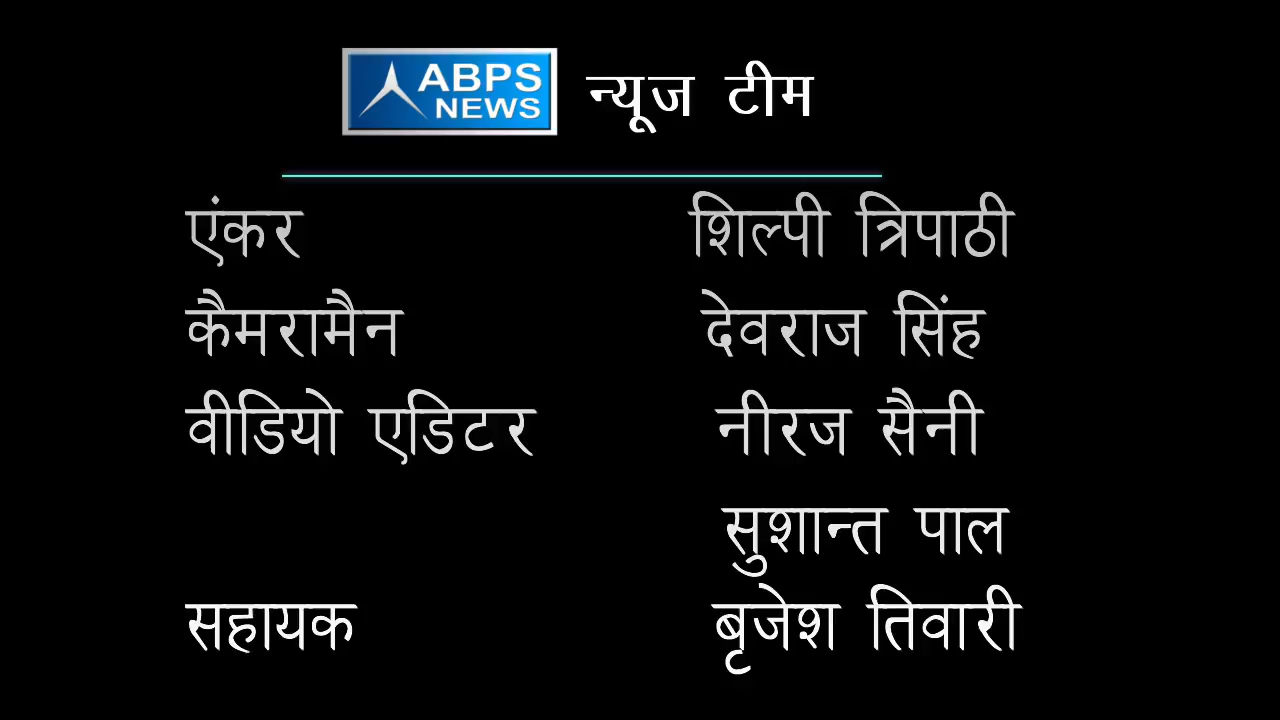 ABPS NEWS न्यूज टीम
एंकर शिल्पी त्रिपाठी
कैमरामैन देवराज सिंह
वीडियो एडिटर नीरज सैनी
सुशान्त पाल
सहायक बृजेश तिवारी